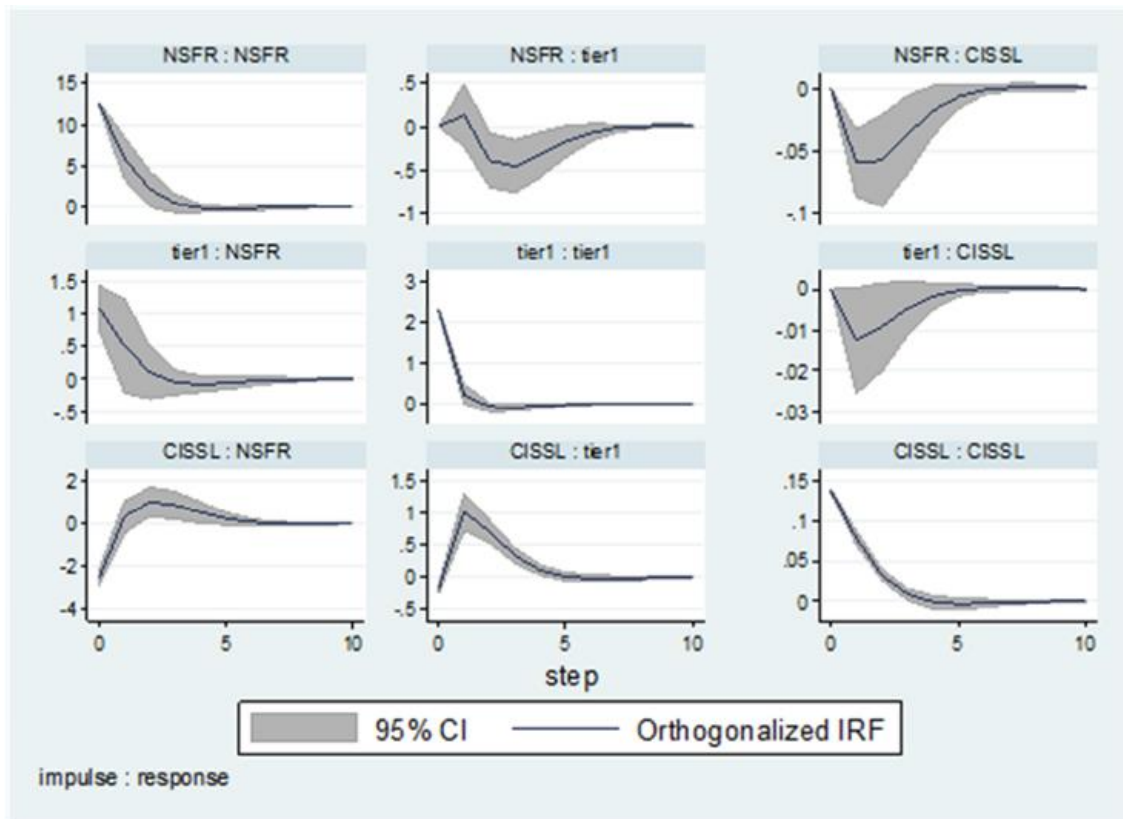 NSFR : NSFR
NSFR : tier1
NSFR : CISSL
15
10
5
0
.5
0
-.5
-1
0
-.05
-.1
tier1 : NSFR
tier1 : tier1
tier1 : CISSL
1.5
1
.5
0
-.5
3
2
1
0
0
-.01
-.02
-.03
CISSL : NSFR
CISSL : tier1
CISSL : CISSL
2
0
-2
-4
1.5
1
.5
0
-.5
.15
.1
.05
0
0 5 10
0 5 10
0 5 10
step
95% CI
Orthogonalized IRF
impulse : response